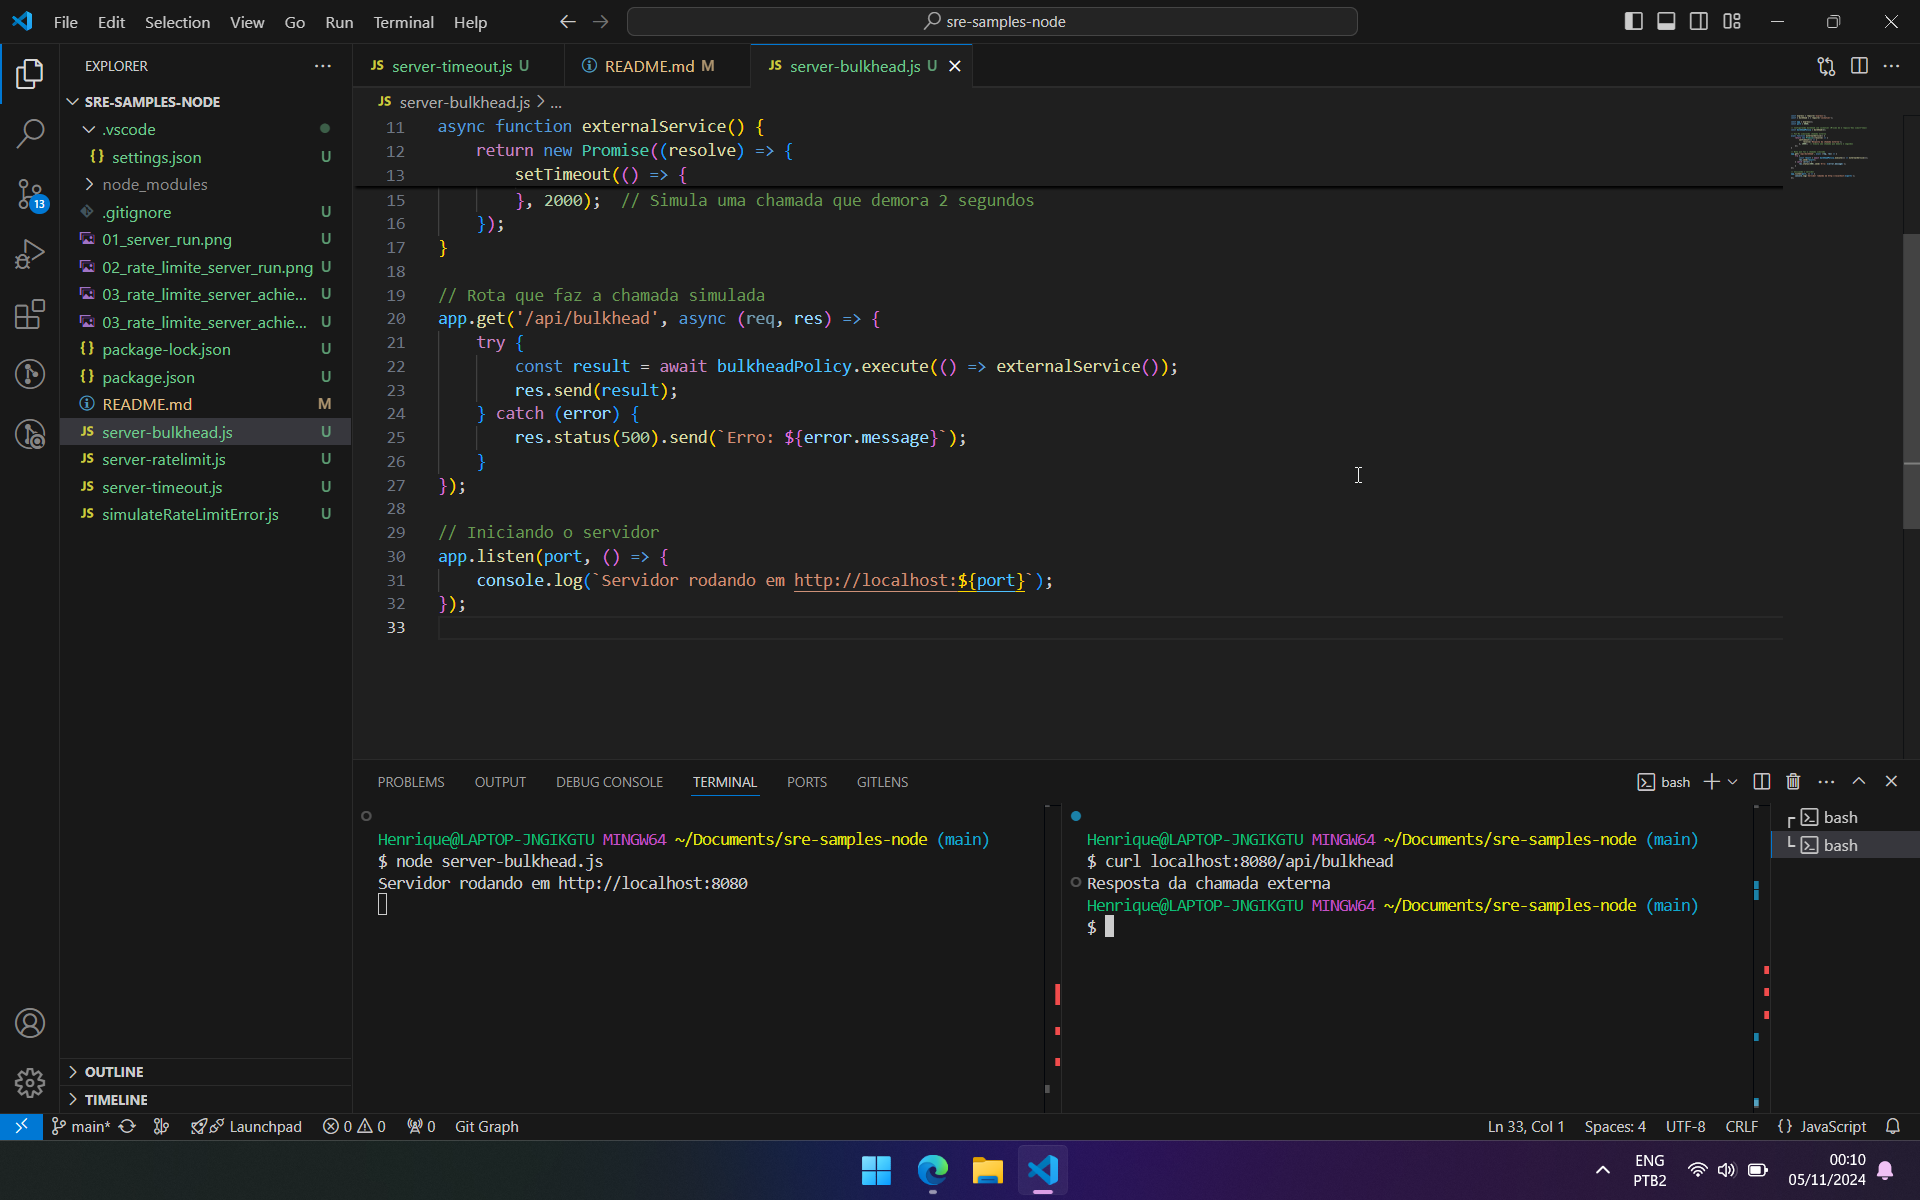 File Edit Selection View Go Run Terminal Help
sre-samples-node
EXPLORER
SRE-SAMPLES-NODE
.vscode
{} settings.json U
node_modules
.gitignore U
01_server_run.png U
02_rate_limite_server_run.png U
03_rate_limite_server_achie... U
03_rate_limite_server_achie... U
{} package-lock.json U
{} package.json U
README.md M
JS server-bulkhead.js U
JS server-ratelimit.js U
JS server-timeout.js U
JS simulateRateLimitError.js U
OUTLINE
TIMELINE
JS server-timeout.js U
README.md M
JS server-bulkhead.js U
JS server-bulkhead.js > ...
11 async function externalService() {
12 return new Promise((resolve) => {
13 setTimeout(() => {
15 }, 2000); // Simula uma chamada que demora 2 segundos
16 });
17 }
18
19 // Rota que faz a chamada simulada
20 app.get('/api/bulkhead', async (req, res) => {
21 try {
22 const result = await bulkheadPolicy.execute(() => externalService());
23 res.send(result);
24 } catch (error) {
25 res.status(500).send(`Erro: ${error.message}`);
26 }
27 });
28
29 // Iniciando o servidor
30 app.listen(port, () => {
31 console.log(`Servidor rodando em http://localhost:${port}`);
32 });
33
PROBLEMS OUTPUT DEBUG CONSOLE TERMINAL PORTS GITLENS
bash
Henrique@LAPTOP-JNGIKGTU MINGW64 ~/Documents/sre-samples-node (main)
$ node server-bulkhead.js
Servidor rodando em http://localhost:8080
Henrique@LAPTOP-JNGIKGTU MINGW64 ~/Documents/sre-samples-node (main)
$ curl localhost:8080/api/bulkhead
Resposta da chamada externa
Henrique@LAPTOP-JNGIKGTU MINGW64 ~/Documents/sre-samples-node (main)
$
bash
bash
13
main* Launchpad 0 0 0 Git Graph
Ln 33, Col 1 Spaces: 4 UTF-8 CRLF {} JavaScript
ENG
PTB2
00:10
05/11/2024